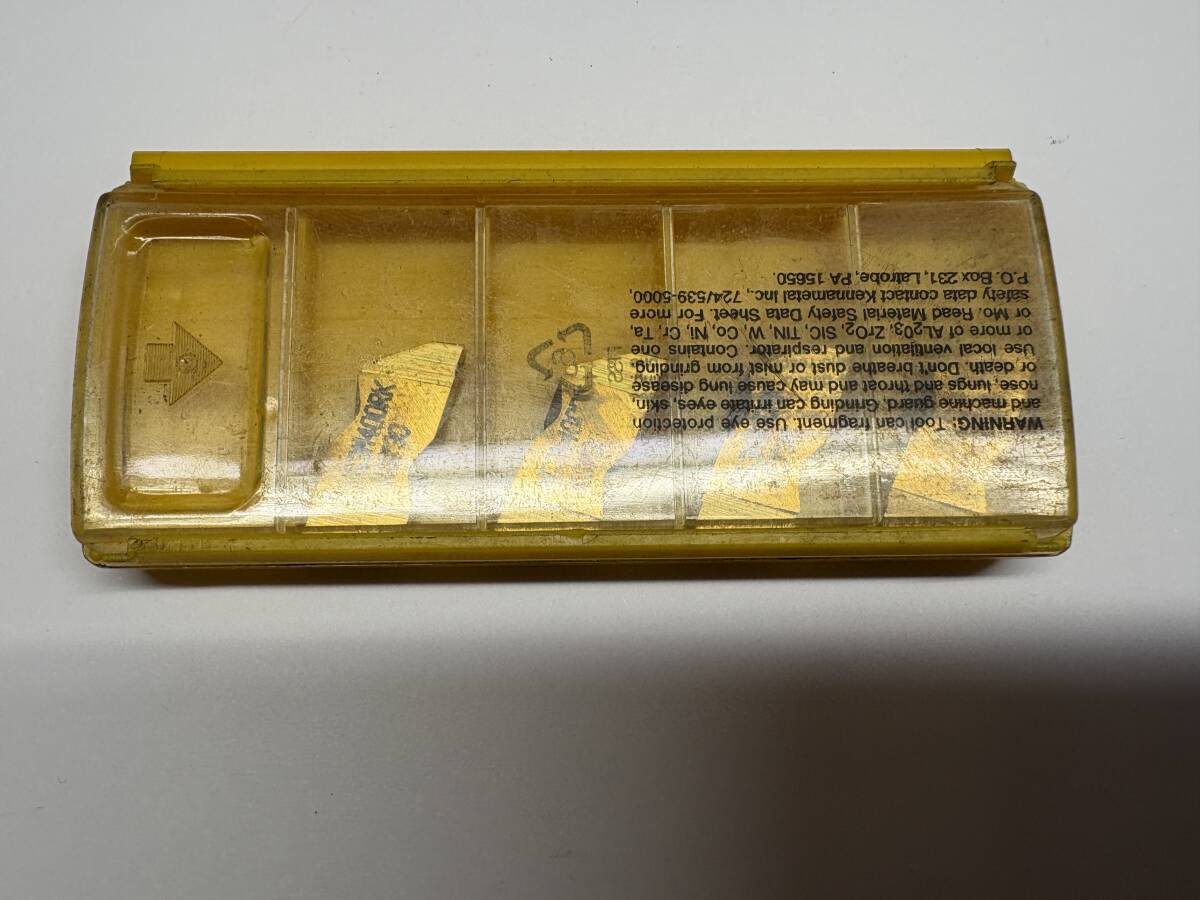 WARNING: Tool can fragment. Use eye protection
and machine guard. Grinding can irritate eyes, skin,
nose, lungs and throat and may cause lung disease
or death. Don't breathe dust or mist from grinding.
Use local ventilation and respirator. Contains one
or more of AL203, ZrO2, SiC, TiN, W, Co, Ni, Cr, Ta,
or Mo. Read Material Safety Data Sheet. For more
safety data contact Kennametal Inc., 724/539-5000,
P.O. Box 231, Latrobe, PA 15650.